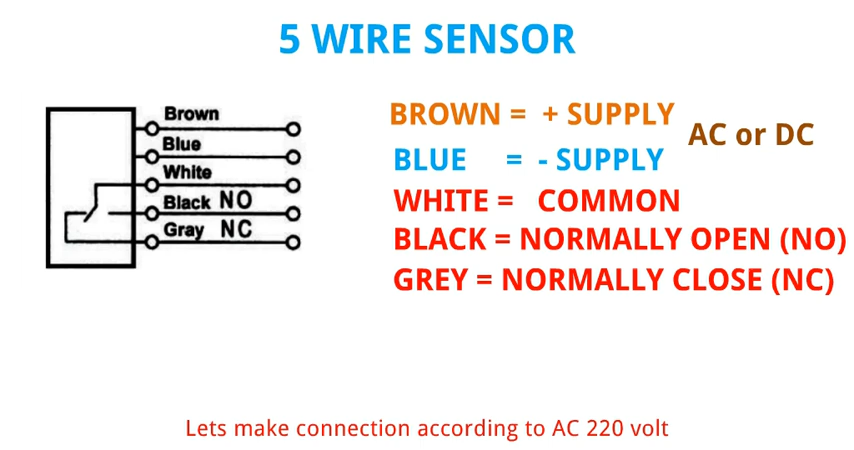 5 WIRE SENSOR
Brown
Blue
White
Black NO
Gray NC
BROWN = + SUPPLY
AC or DC
BLUE = - SUPPLY
WHITE = COMMON
BLACK = NORMALLY OPEN (NO)
GREY = NORMALLY CLOSE (NC)
Lets make connection according to AC 220 volt